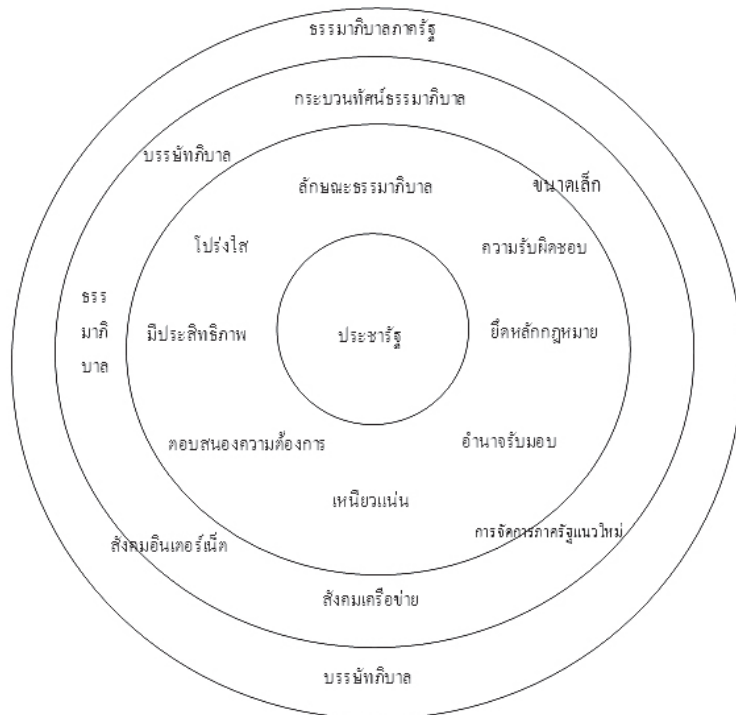 ธรรมาภิบาลภาครัฐ
กระบวนทัศน์ธรรมาภิบาล
บรรษัทภิบาล
ลักษณะธรรมาภิบาล
ขนาดเล็ก
โปร่งใส
ความรับผิดชอบ
ธรร
มาภิ
บาล
มีประสิทธิภาพ
ประชารัฐ
ยึดหลักกฎหมาย
ตอบสนองความต้องการ
อำนาจรับมอบ
เหนียวแน่น
การจัดการภาครัฐแนวใหม่
สังคมอินเตอร์เน็ต
สังคมเครือข่าย
บรรษัทภิบาล